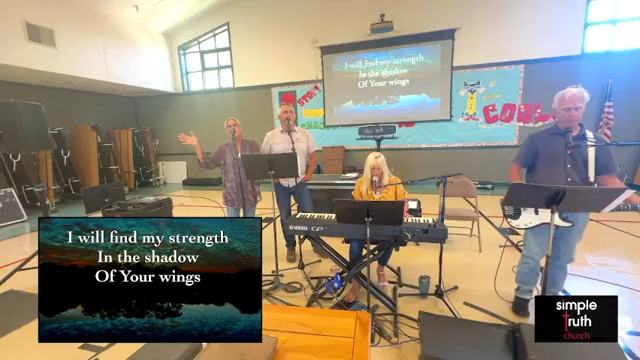 I will find my strength
In the shadow
Of Your wings
COOL
YAMAHA
CP
I will find my strength
In the shadow
Of Your wings
simple
truth
church